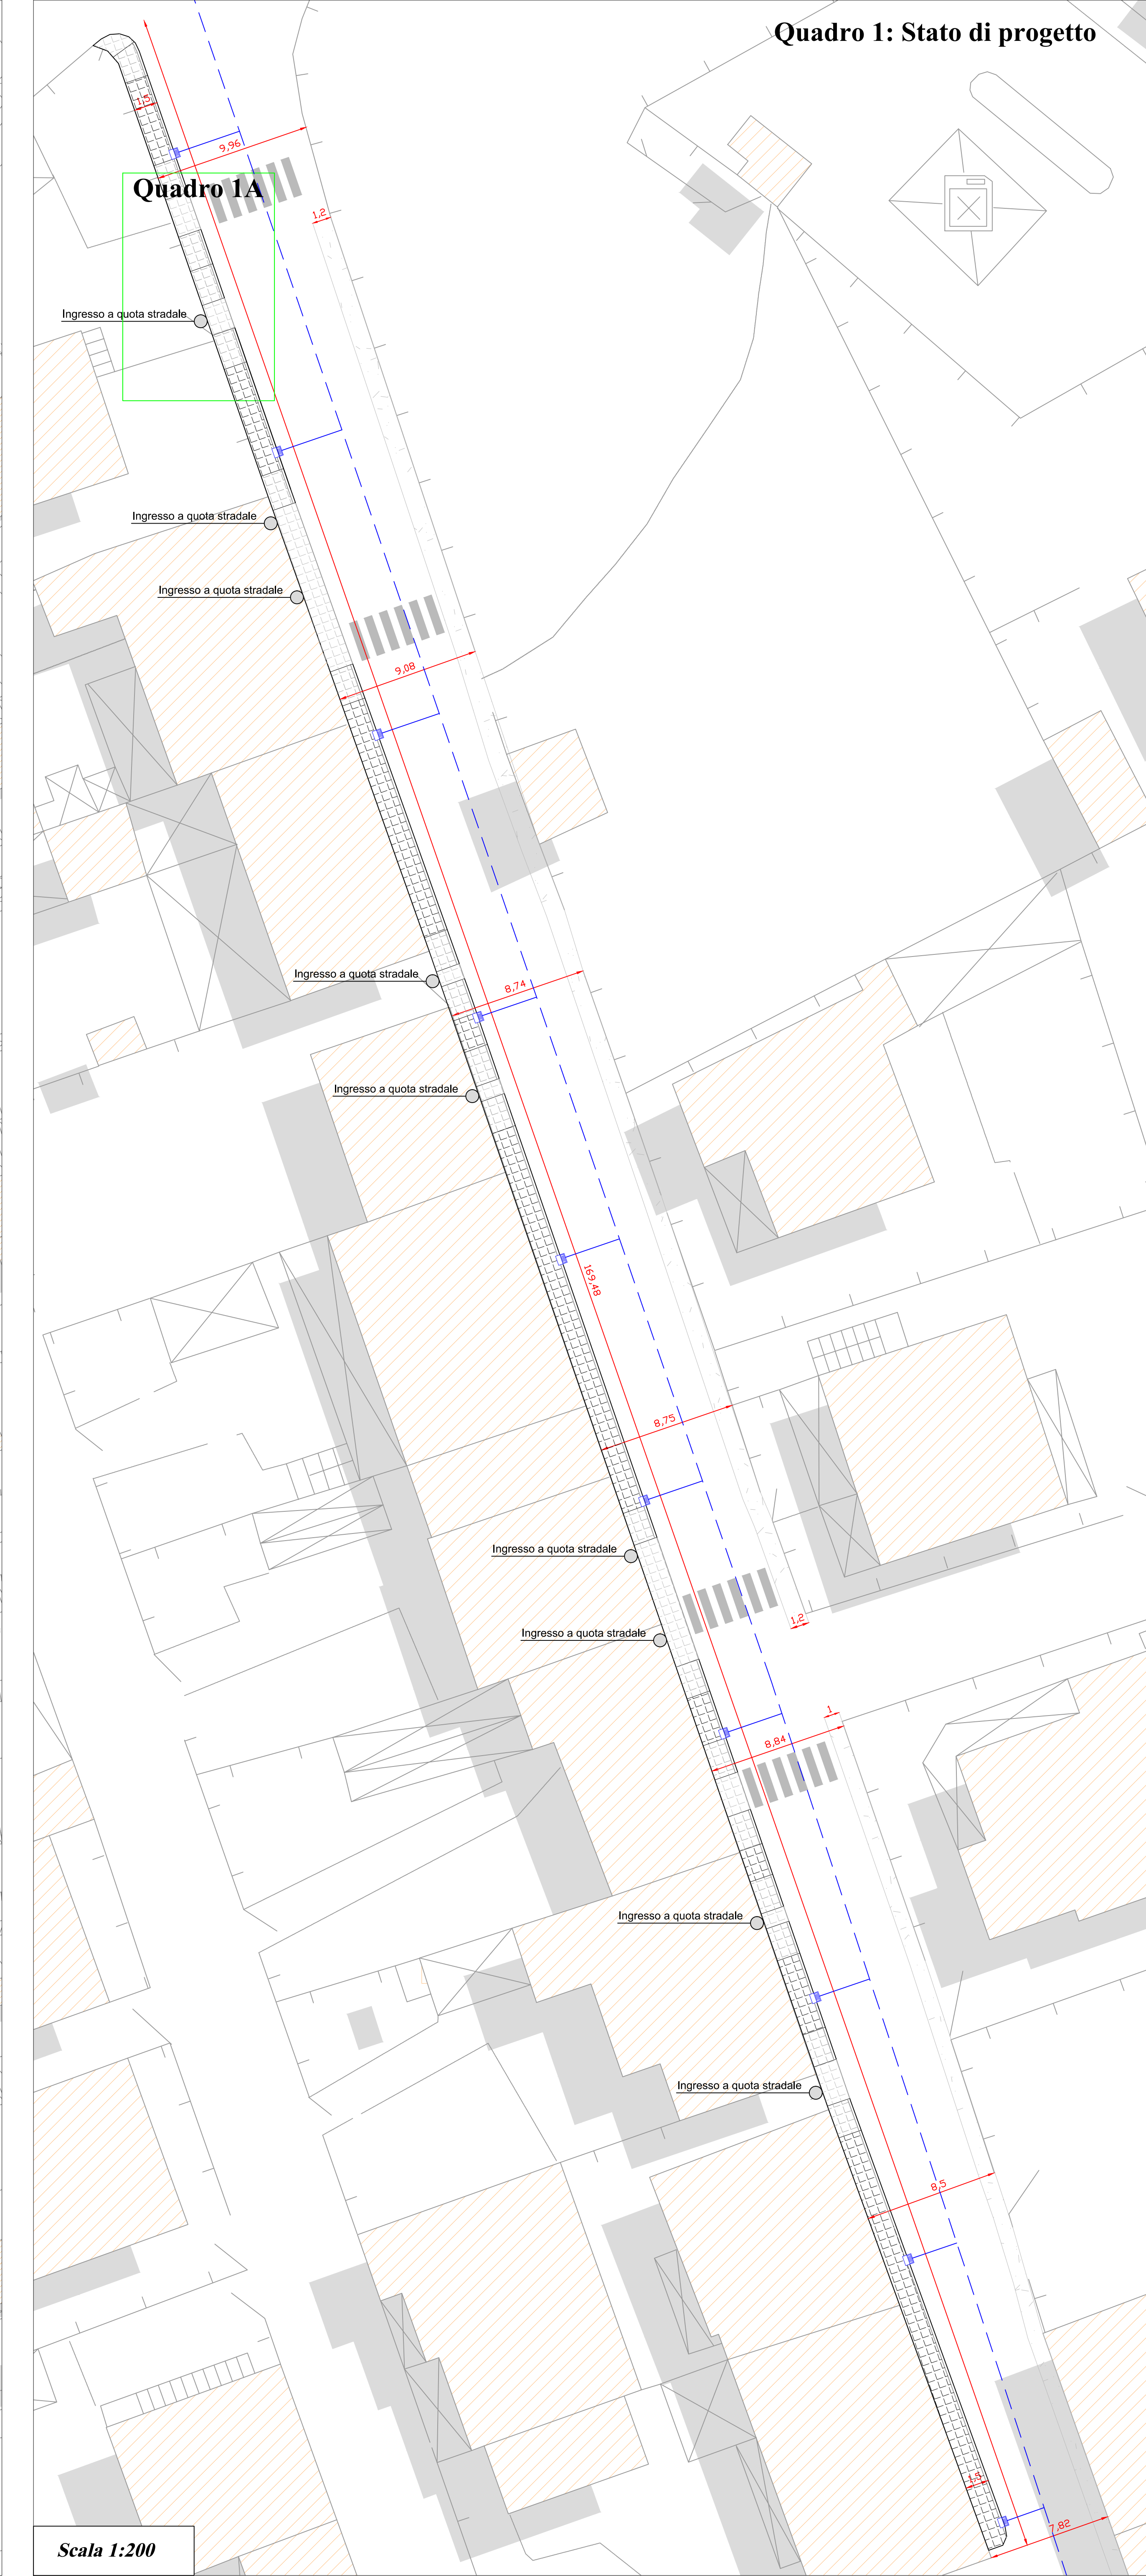 Quadro 1: Stato di progetto
1,5
9,96
Quadro 1A
1,2
Ingresso a quota stradale
Ingresso a quota stradale
Ingresso a quota stradale
9,08
Ingresso a quota stradale
8,74
Ingresso a quota stradale
169,48
8,75
Ingresso a quota stradale
1,2
Ingresso a quota stradale
1
8,84
Ingresso a quota stradale
Ingresso a quota stradale
8,5
1,5
7,82
Scala 1:200